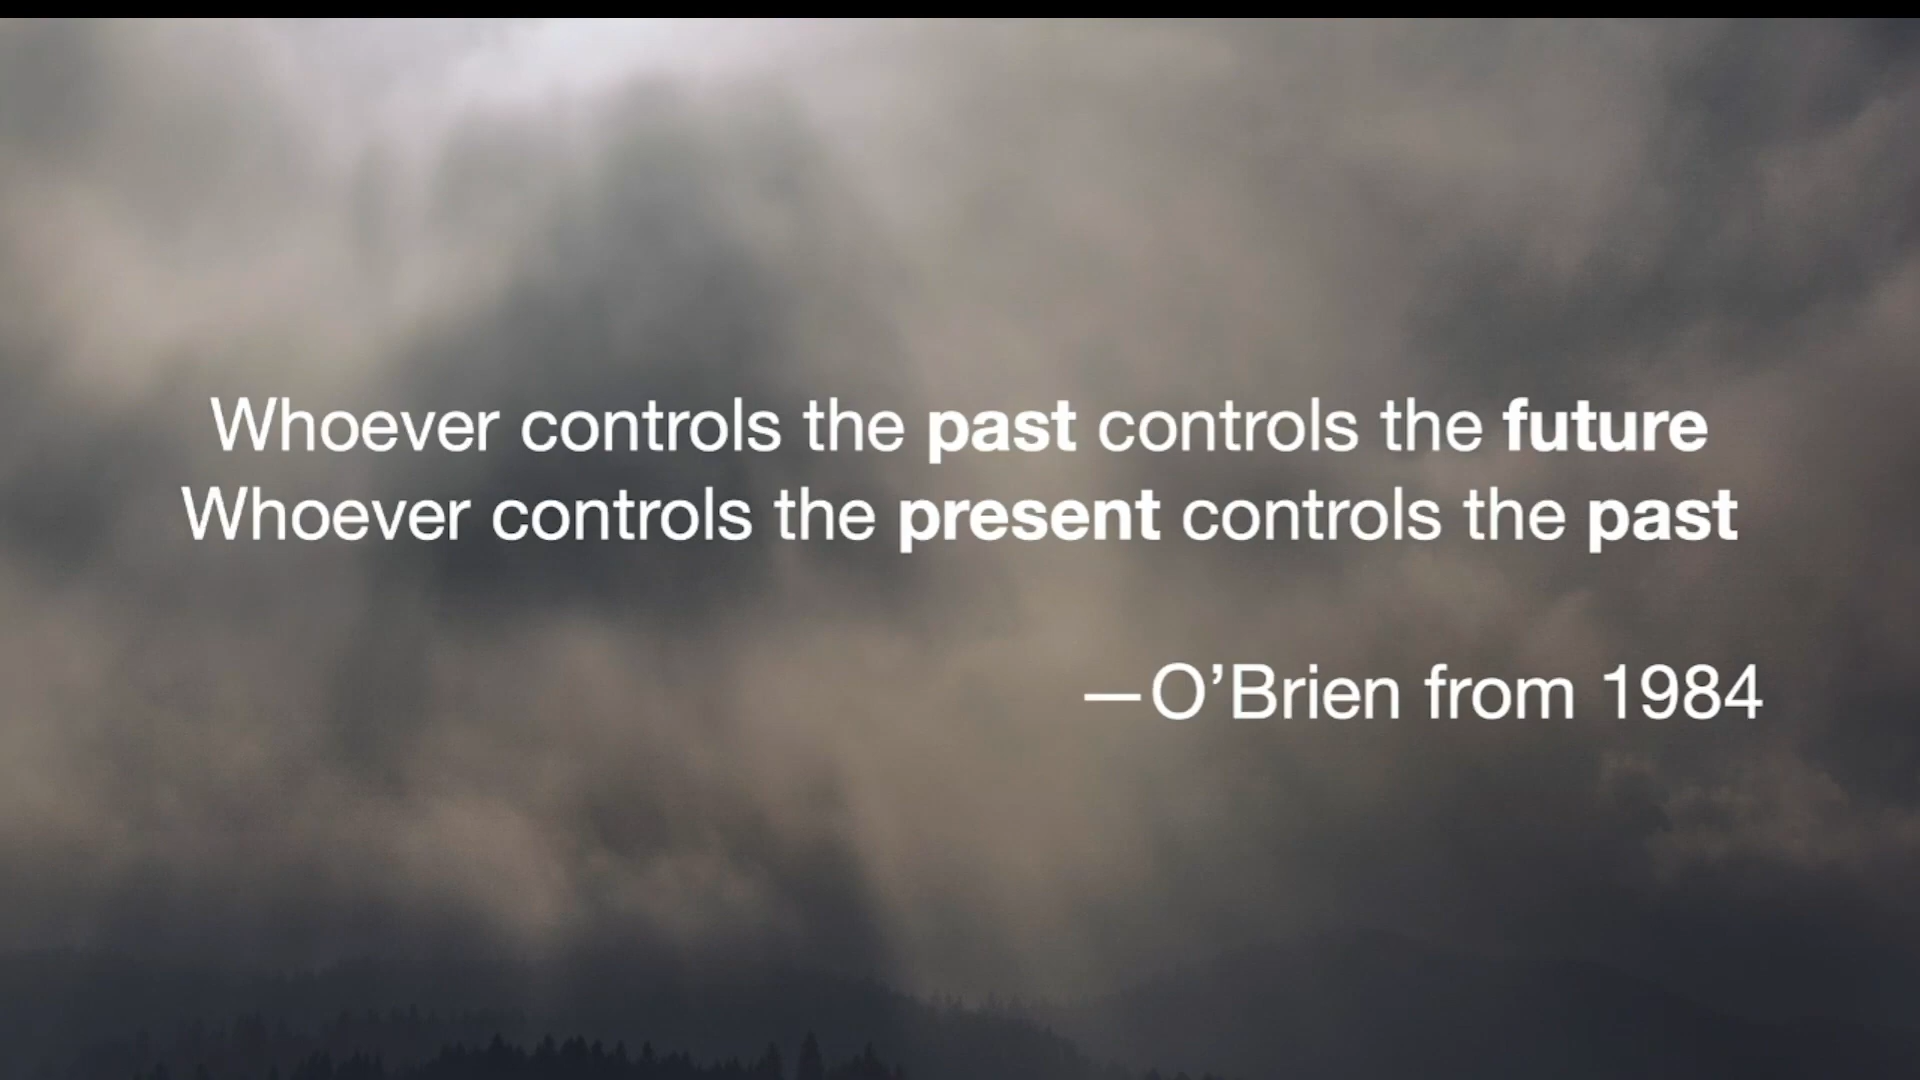 Whoever controls the past controls the future
Whoever controls the present controls the past
—O’Brien from 1984